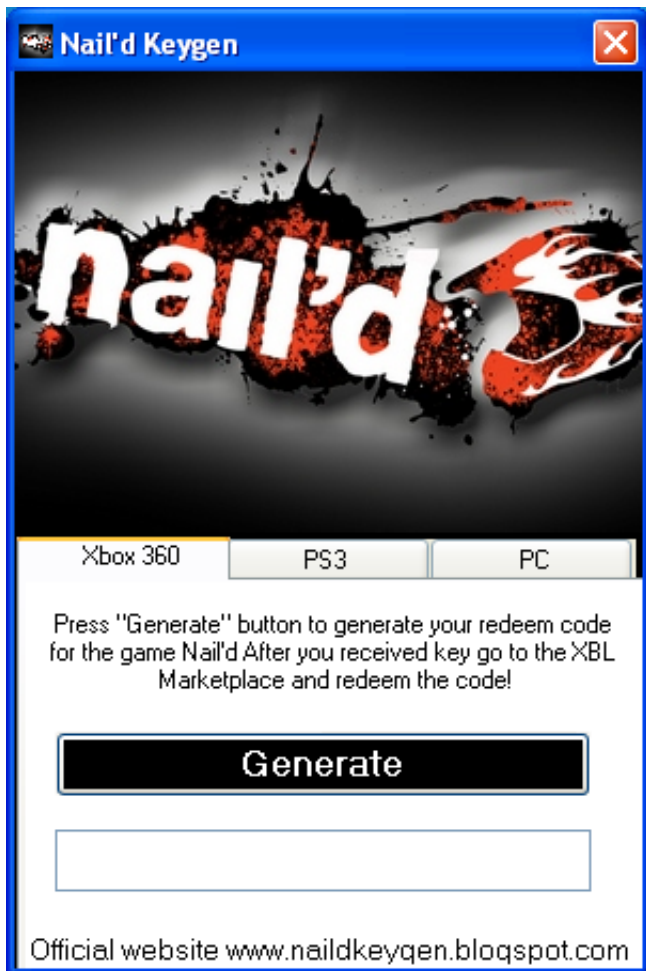 Nail'd Keygen
nail'd
Xbox 360
PS3
PC
Press "Generate" button to generate your redeem code
for the game Nail'd After you received key go to the XBL
Marketplace and redeem the code!
Generate
Official website www.naildkeygen.blogspot.com